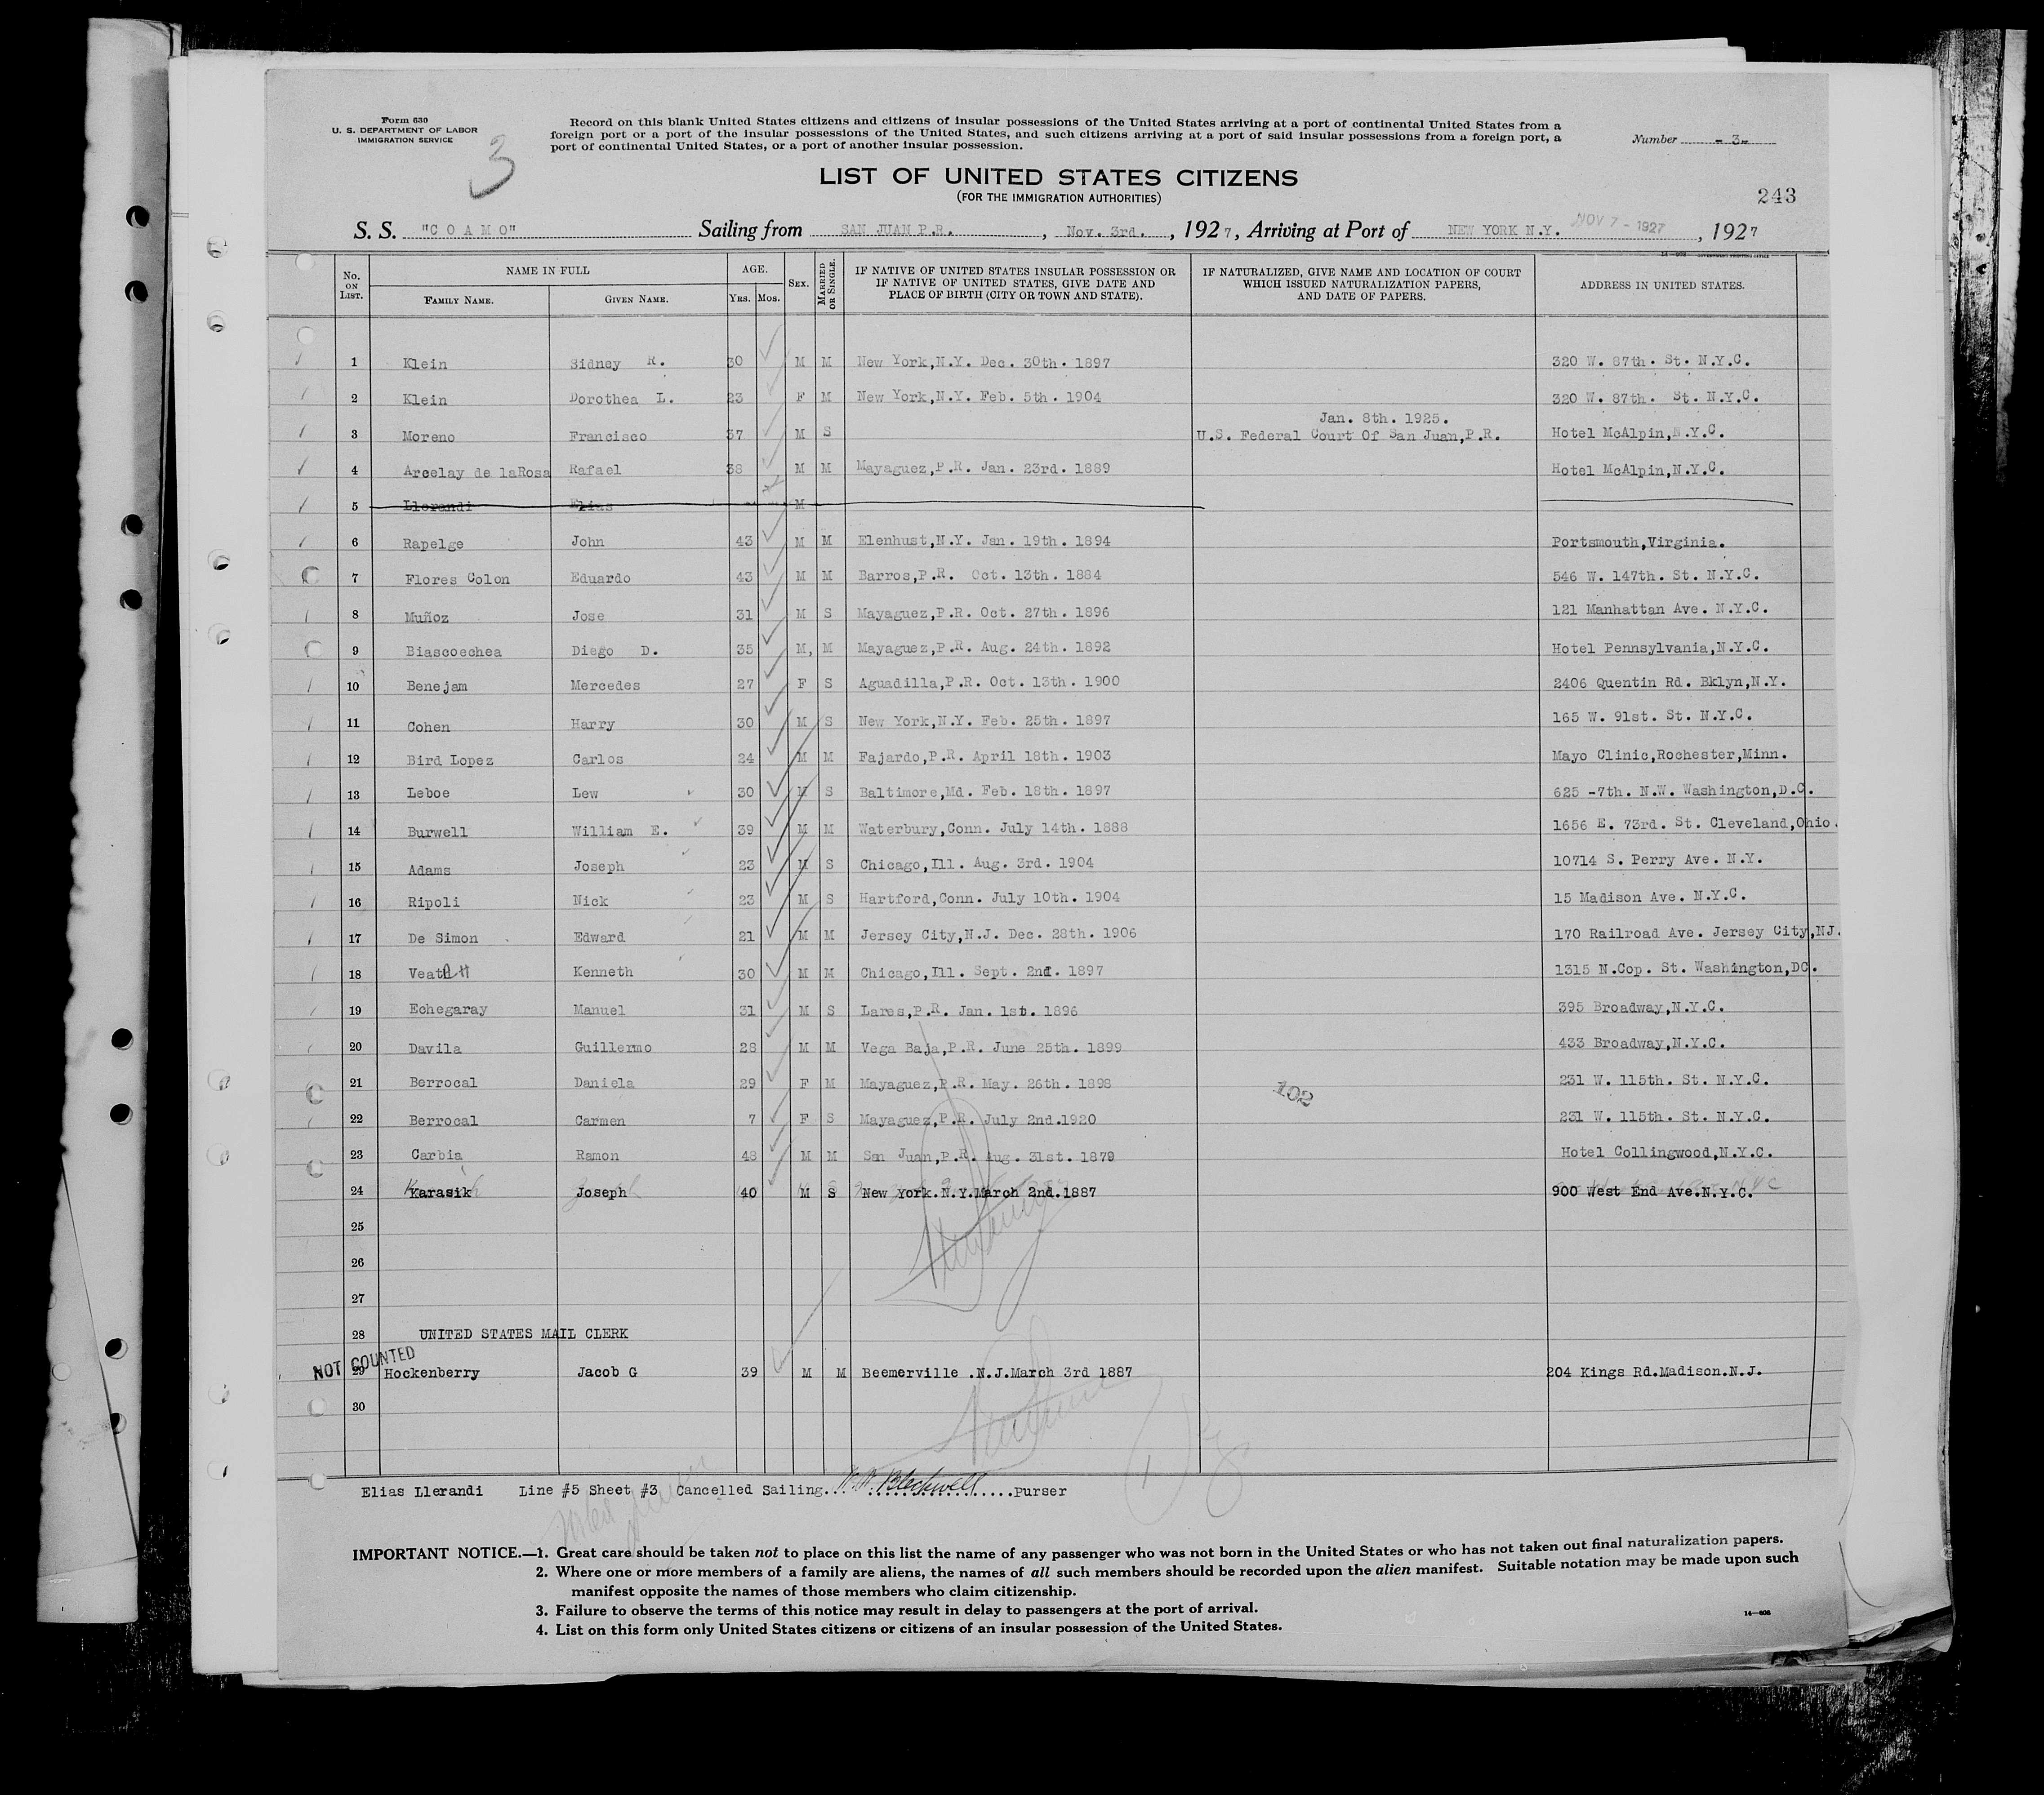 Form 630
U. S. DEPARTMENT OF LABOR
IMMIGRATION SERVICE
3
Record on this blank United States citizens and citizens of insular possessions of the United States arriving at a port of continental United States from a
foreign port or a port of the insular possessions of the United States, and such citizens arriving at a port of said insular possessions from a foreign port, a
port of continental United States, or a port of another insular possession.
Number - 3-
LIST OF UNITED STATES CITIZENS
(FOR THE IMMIGRATION AUTHORITIES)
243
S. S. "C O A M O" Sailing from SAN JUAN P.R., Nov. 3rd., 1927, Arriving at Port of NEW YORK N.Y. NOV 7 - 1927, 1927
No. ON LIST. NAME IN FULL FAMILY NAME. GIVEN NAME. AGE. Yrs. Mos. SEX. MARRIED OR SINGLE. IF NATIVE OF UNITED STATES INSULAR POSSESSION OR IF NATIVE OF UNITED STATES, GIVE DATE AND PLACE OF BIRTH (CITY OR TOWN AND STATE). IF NATURALIZED, GIVE NAME AND LOCATION OF COURT WHICH ISSUED NATURALIZATION PAPERS, AND DATE OF PAPERS. ADDRESS IN UNITED STATES.
1 Klein Sidney R. 30 M M New York,N.Y. Dec. 30th. 1897 320 W. 87th. St. N.Y.C.
2 Klein Dorothea L. 23 F M New York,N.Y. Feb. 5th. 1904 320 W. 87th. St. N.Y.C.
Jan. 8th. 1925.
3 Moreno Francisco 37 M S U.S. Federal Court Of San Juan,P.R. Hotel McAlpin,N.Y.C.
4 Arcelay de laRosa Rafael 38 M M Mayaguez,P.R. Jan. 23rd. 1889 Hotel McAlpin,N.Y.C.
5 Llerandi Elias M
6 Rapelge John 43 M M Elenhust,N.Y. Jan. 19th. 1894 Portsmouth,Virginia.
7 Flores Colon Eduardo 43 M M Barros,P.R. Oct. 13th. 1884 546 W. 147th. St. N.Y.C.
8 Muñoz Jose 31 M S Mayaguez,P.R. Oct. 27th. 1896 121 Manhattan Ave. N.Y.C.
9 Biascoechea Diego D. 35 M, M Mayaguez,P.R. Aug. 24th. 1892 Hotel Pennsylvania,N.Y.C.
10 Benejam Mercedes 27 F S Aguadilla,P.R. Oct. 13th. 1900 2406 Quentin Rd. Bklyn,N.Y.
11 Cohen Harry 30 M S New York,N.Y. Feb. 25th. 1897 165 W. 91st. St. N.Y.C.
12 Bird Lopez Carlos 24 M M Fajardo,P.R. April 18th. 1903 Mayo Clinic,Rochester,Minn.
13 Leboe Lew 30 M S Baltimore,Md. Feb. 18th. 1897 625 -7th. N.W. Washington,D.C.
14 Burwell William E. 39 M M Waterbury,Conn. July 14th. 1888 1656 E. 73rd. St. Cleveland,Ohio.
15 Adams Joseph 23 M S Chicago,Ill. Aug. 3rd. 1904 10714 S. Perry Ave. N.Y.
16 Ripoli Nick 23 M S Hartford,Conn. July 10th. 1904 15 Madison Ave. N.Y.C.
17 De Simon Edward 21 M M Jersey City,N.J. Dec. 28th. 1906 170 Railroad Ave. Jersey City,NJ.
18 Kenneth 30 M M Chicago,Ill. Sept. 2nd. 1897 1315 N.Cop. St. Washington,DC.
19 Echegaray Manuel 31 M S Lares,P.R. Jan. 1st. 1896 395 Broadway,N.Y.C.
20 Davila Guillermo 28 M M Vega Baja,P.R. June 25th. 1899 433 Broadway,N.Y.C.
21 Berrocal Daniela 29 F M Mayaguez,P.R. May. 26th. 1898 102 231 W. 115th. St. N.Y.C.
22 Berrocal Carmen 7 F S Mayaguez,P.R. July 2nd.1920 231 W. 115th. St. N.Y.C.
23 Carbia Ramon 48 M M San Juan,P.R. Aug. 31st. 1879 Hotel Collingwood,N.Y.C.
24 Karasik Joseph 40 M S New York.N.Y.March 2nd.1887 900 West End Ave.N.Y.C.
25
26
27
28 UNITED STATES MAIL CLERK
NOT COUNTED
29 Hockenberry Jacob G 39 M M Beemerville .N.J.March 3rd 1887 204 Kings Rd.Madison.N.J.
30
Elias Llerandi Line #5 Sheet #3 Cancelled Sailing... Blackwell ......purser
IMPORTANT NOTICE.—1. Great care should be taken not to place on this list the name of any passenger who was not born in the United States or who has not taken out final naturalization papers.
2. Where one or more members of a family are aliens, the names of all such members should be recorded upon the alien manifest. Suitable notation may be made upon such
manifest opposite the names of those members who claim citizenship.
3. Failure to observe the terms of this notice may result in delay to passengers at the port of arrival.
4. List on this form only United States citizens or citizens of an insular possession of the United States.
14—608